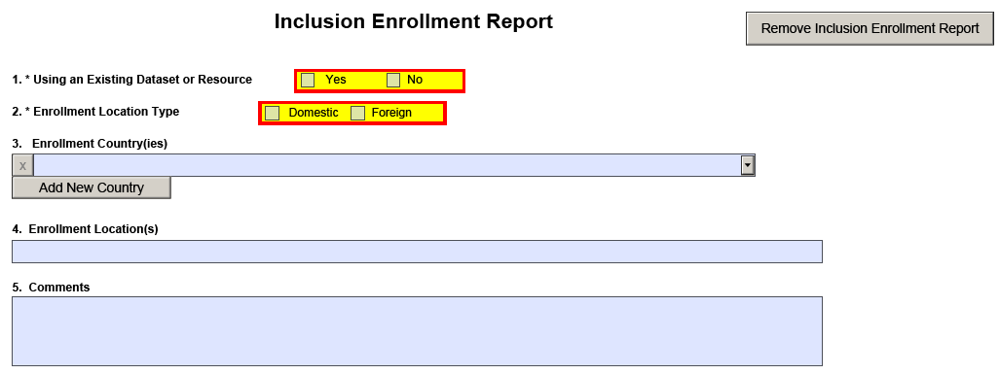 Inclusion Enrollment Report
Remove Inclusion Enrollment Report
1. * Using an Existing Dataset or Resource Yes No
2. * Enrollment Location Type Domestic Foreign
3. Enrollment Country(ies)
X
Add New Country
4. Enrollment Location(s)
5. Comments